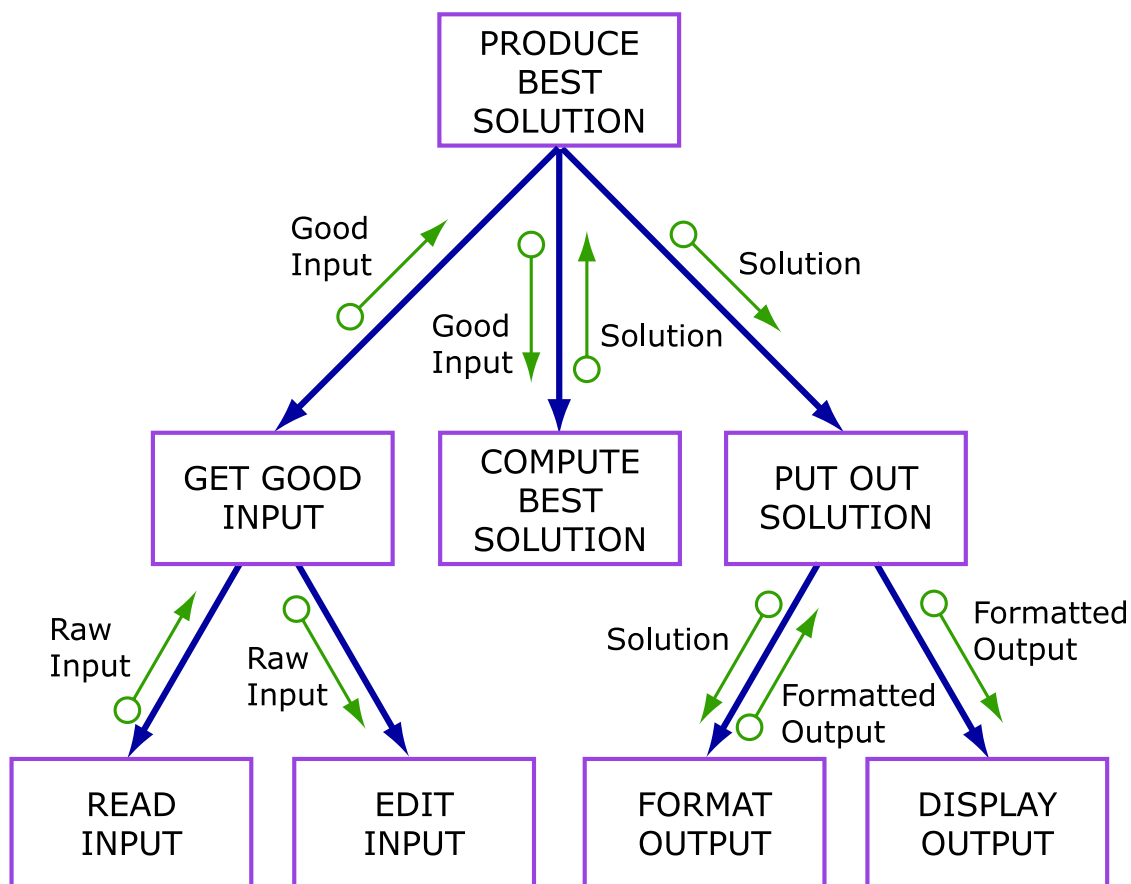 PRODUCE
BEST
SOLUTION
Good
Input
Good
Input
Solution
Solution
GET GOOD
INPUT
COMPUTE
BEST
SOLUTION
PUT OUT
SOLUTION
Raw
Input
Raw
Input
Solution
Formatted
Output
Formatted
Output
READ
INPUT
EDIT
INPUT
FORMAT
OUTPUT
DISPLAY
OUTPUT